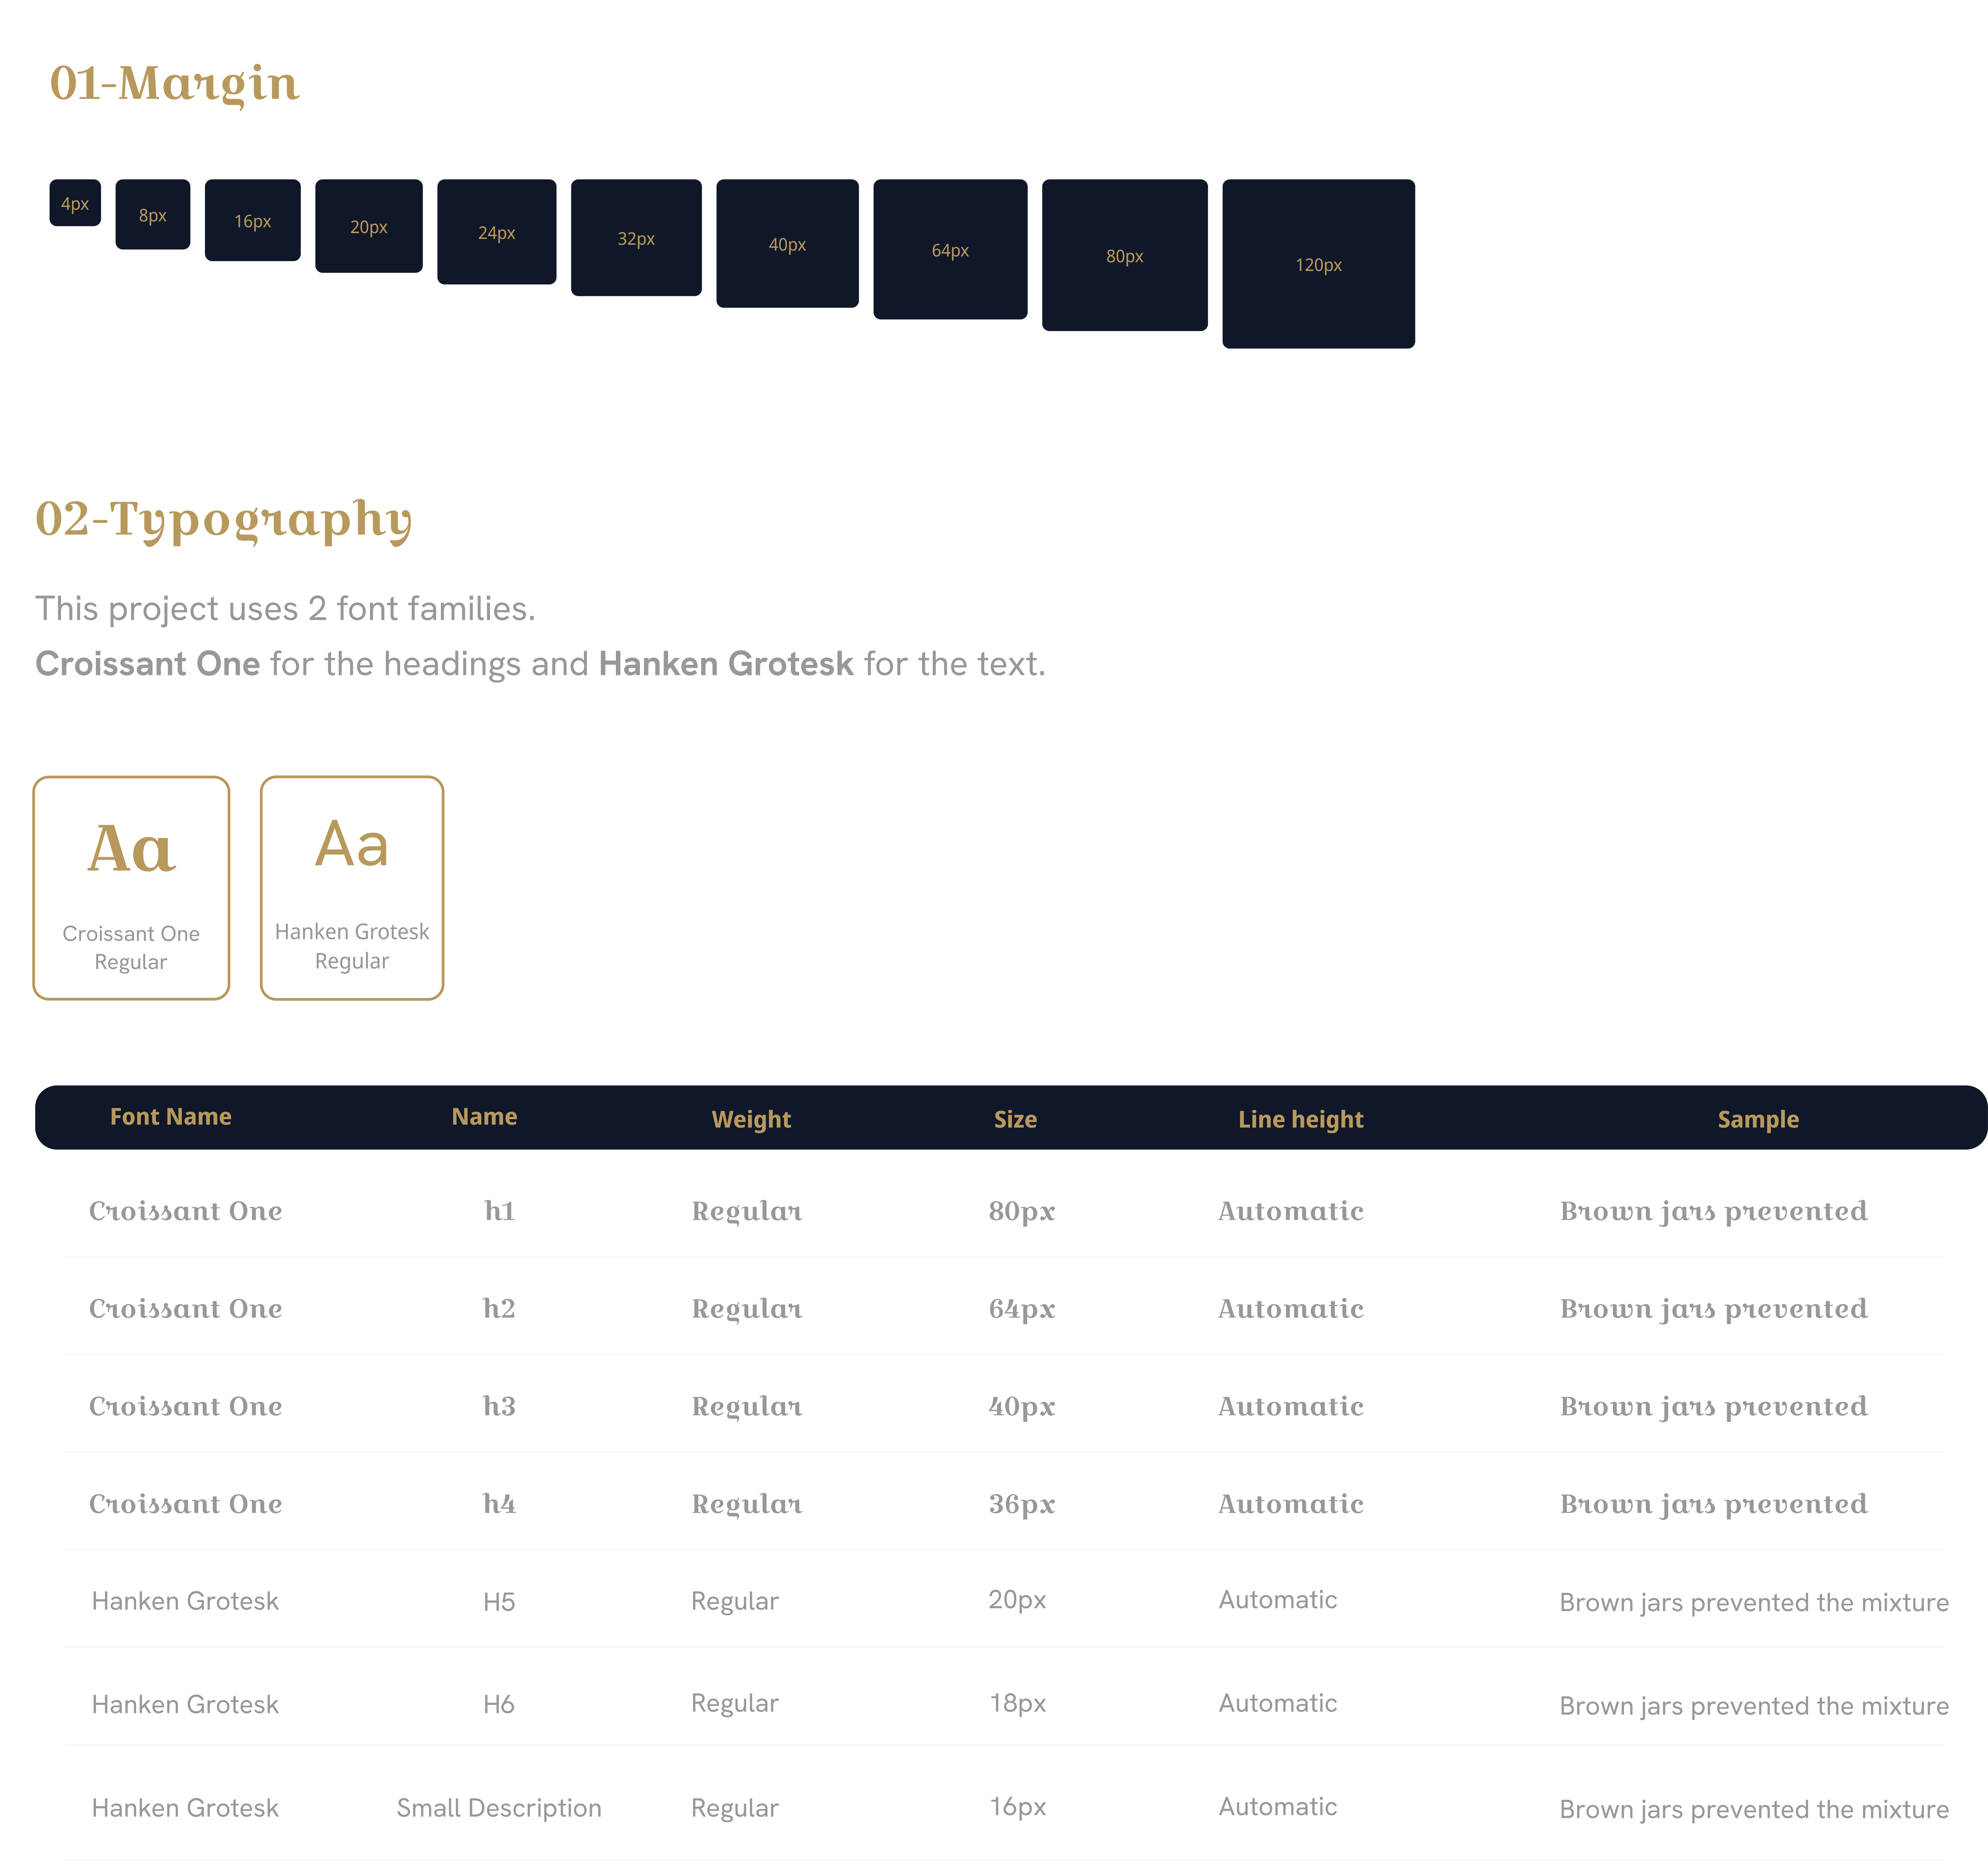 01-Margin
4px 8px 16px 20px 24px 32px 40px 64px 80px 120px
02-Typography
This project uses 2 font families.
Croissant One for the headings and Hanken Grotesk for the text.
Aa
Croissant One
Regular
Aa
Hanken Grotesk
Regular
Font Name Name Weight Size Line height Sample
Croissant One h1 Regular 80px Automatic Brown jars prevented
Croissant One h2 Regular 64px Automatic Brown jars prevented
Croissant One h3 Regular 40px Automatic Brown jars prevented
Croissant One h4 Regular 36px Automatic Brown jars prevented
Hanken Grotesk H5 Regular 20px Automatic Brown jars prevented the mixture
Hanken Grotesk H6 Regular 18px Automatic Brown jars prevented the mixture
Hanken Grotesk Small Description Regular 16px Automatic Brown jars prevented the mixture